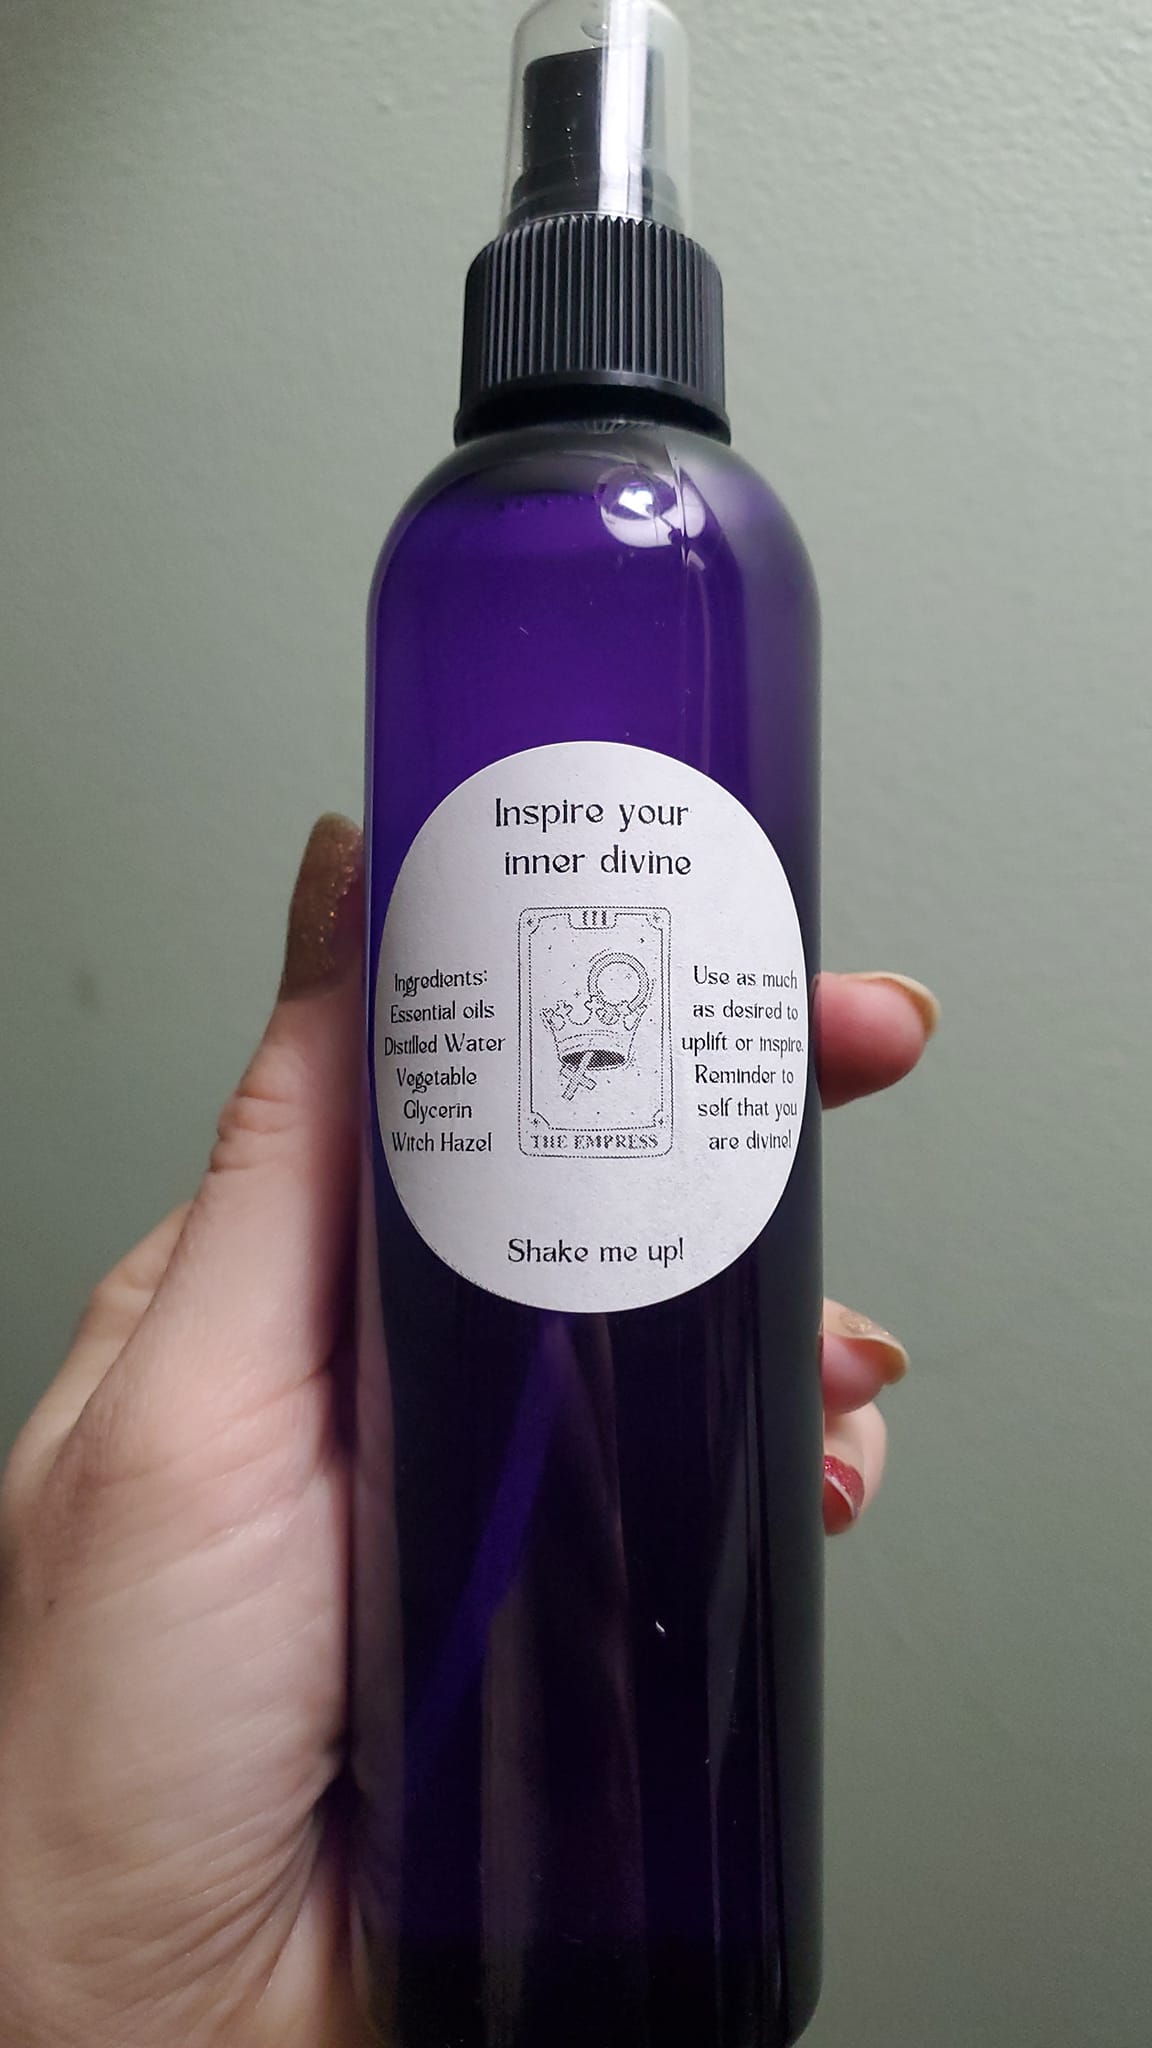 Inspire your
inner divine
III
Ingredients:
Essential oils
Distilled Water
Vegetable
Glycerin
Witch Hazel
THE EMPRESS
Use as much
as desired to
uplift or inspire.
Reminder to
self that you
are divine!
Shake me up!